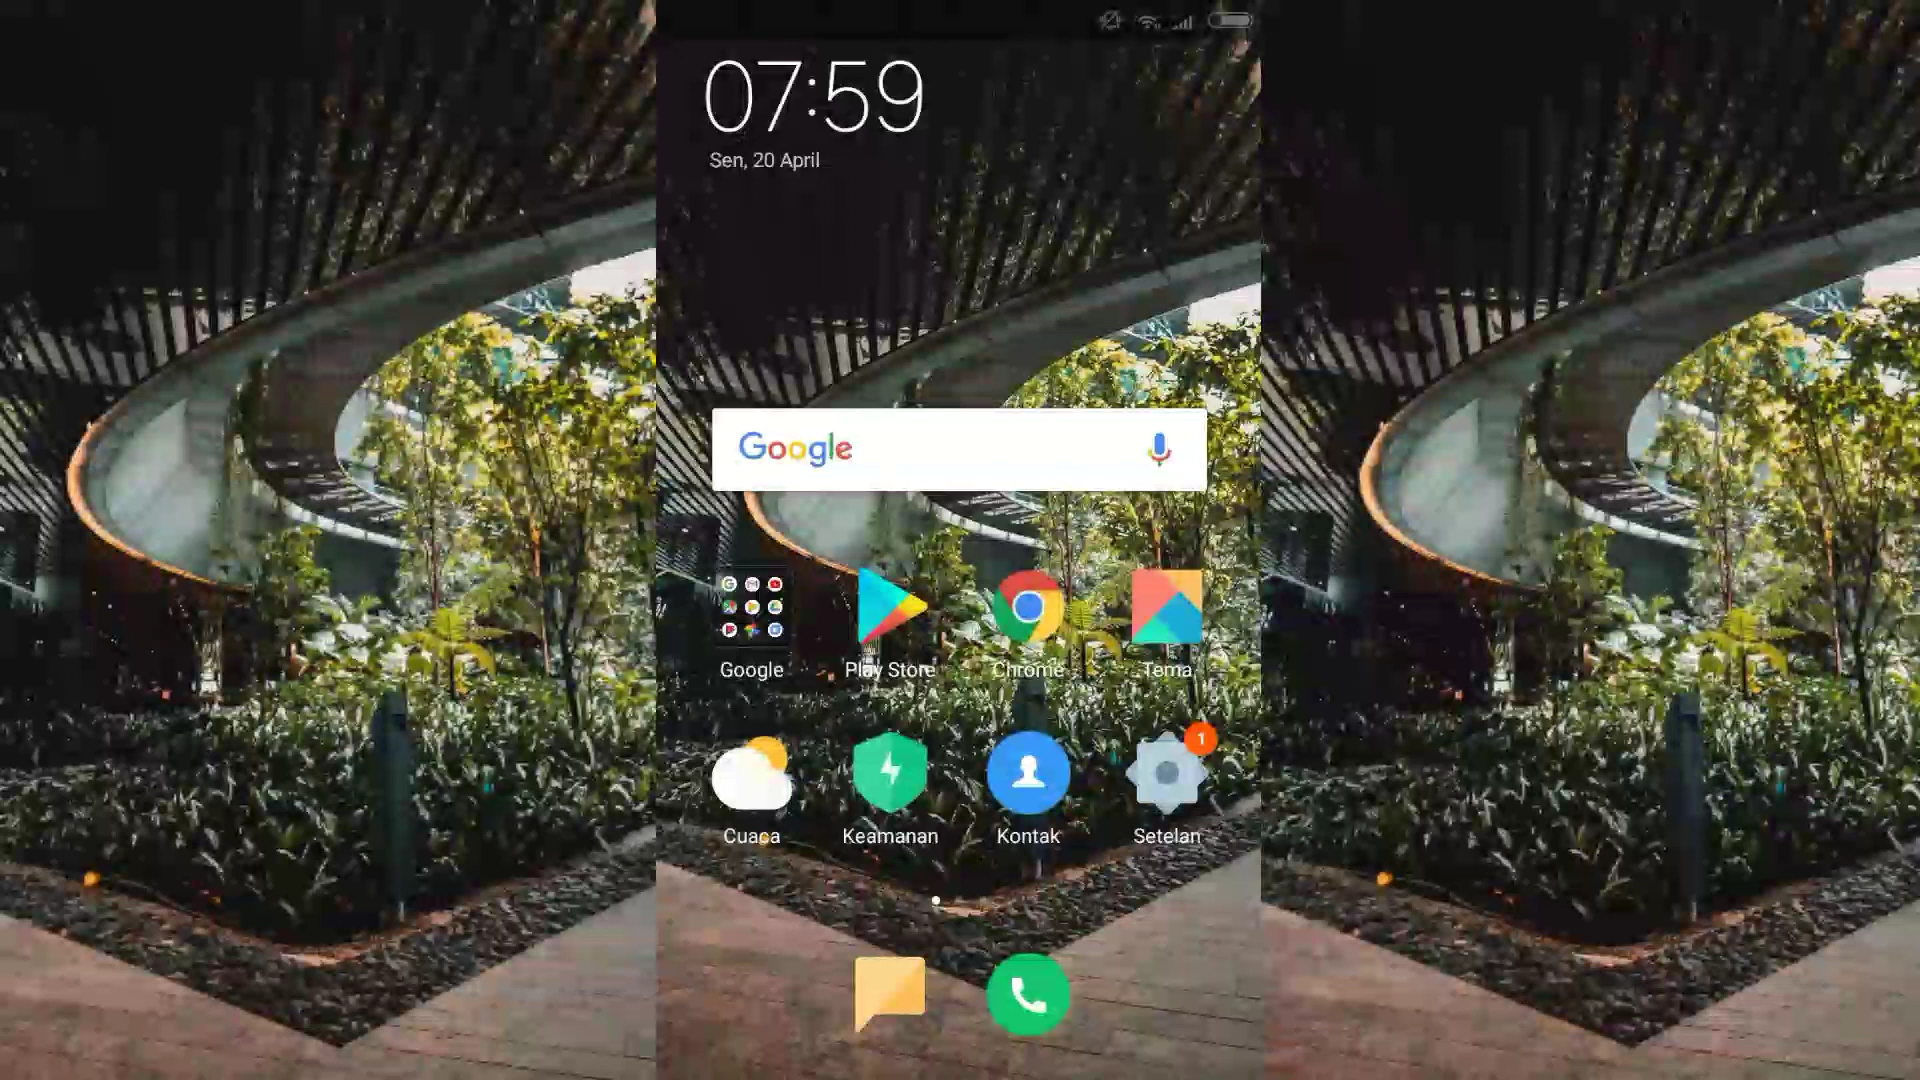 07:59
Sen, 20 April
Google
Google
Play Store
Chrome
Tema
1
Cuaca
Keamanan
Kontak
Setelan